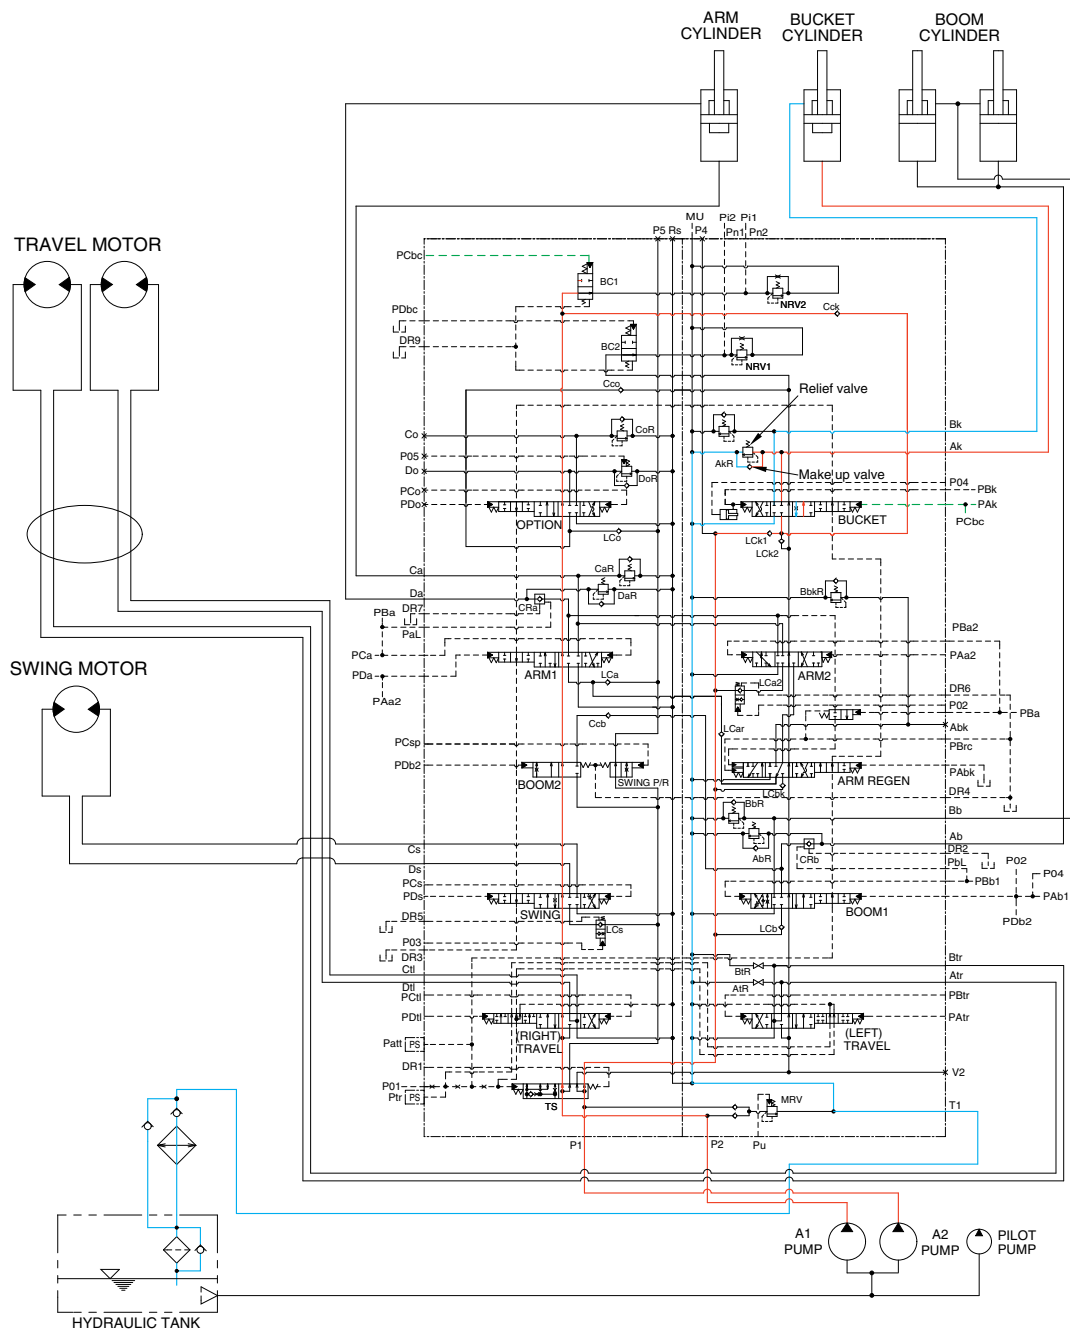 ARM
CYLINDER
BUCKET
CYLINDER
BOOM
CYLINDER
TRAVEL MOTOR
SWING MOTOR
MU
Pi2
Pi1
P5
Rs
P4
Pn1
Pn2
PCbc
BC1
NRV2
PDbc
Cck
DR9
BC2
NRV1
Cco
Relief valve
Co
CoR
Bk
Ak
P05
AkR
Do
DoR
Make up valve
PCo
P04
PBk
PDo
OPTION
BUCKET
PAk
PCbc
LCo
LCk1
LCk2
Ca
CaR
DaR
BbkR
Da
CRa
DR7
PBa
PaL
PBa2
PCa
PAa2
PDa
ARM1
ARM2
PAa2
LCa
LCa2
DR6
P02
PBa
Ccb
LCar
Abk
PCsp
PBrc
PDb2
PAbk
BOOM2
SWING P/R
ARM REGEN
LCbk
DR4
BbR
Bb
Ab
Cs
AbR
CRb
DR2
Ds
PbL
P02
PCs
PBb1
P04
PDs
PAb1
SWING
BOOM1
DR5
LCs
PDb2
P03
LCb
DR3
Ctl
BtR
Btr
Dtl
AtR
Atr
PCtl
PBtr
PDtl
PAtr
(RIGHT)
TRAVEL
(LEFT)
TRAVEL
Patt
PS
DR1
V2
P01
Ptr
PS
TS
MRV
T1
P1
P2
Pu
A1
PUMP
A2
PUMP
PILOT
PUMP
HYDRAULIC TANK